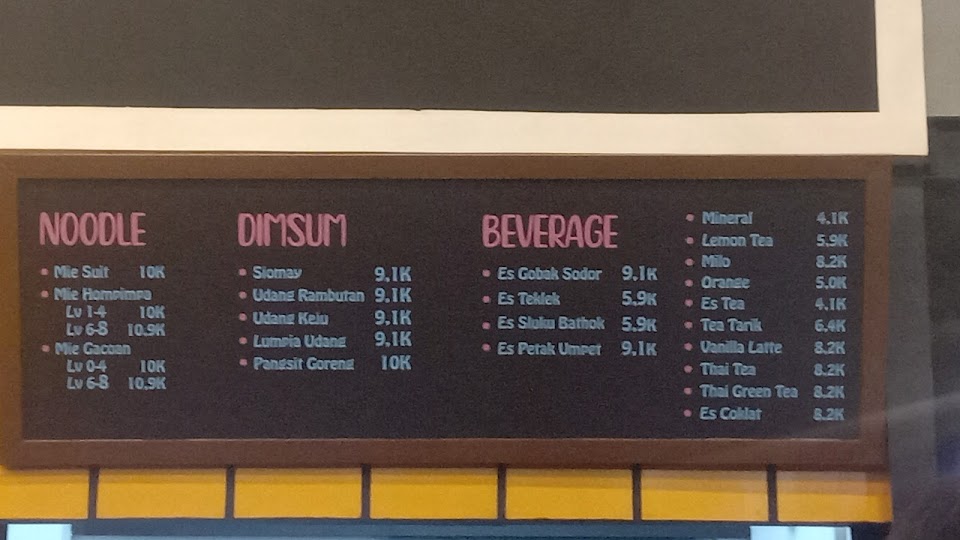 NOODLE
• Mie Suit 10K
• Mie Hompimpa
Lv 1-4 10K
Lv 6-8 10.9K
• Mie Gacoan
Lv 0-4 10K
Lv 6-8 10.9K
DIMSUM
• Siomay 9.1K
• Udang Rambutan 9.1K
• Udang Keju 9.1K
• Lumpia Udang 9.1K
• Pangsit Goreng 10K
BEVERAGE
• Es Gobak Sodor 9.1K
• Es Teklek 5.9K
• Es Sluku Bathok 5.9K
• Es Petak Umpet 9.1K
• Mineral 4.1K
• Lemon Tea 5.9K
• Milo 8.2K
• Orange 5.0K
• Es Tea 4.1K
• Tea Tarik 6.4K
• Vanilla Latte 8.2K
• Thai Tea 8.2K
• Thai Green Tea 8.2K
• Es Coklat 8.2K